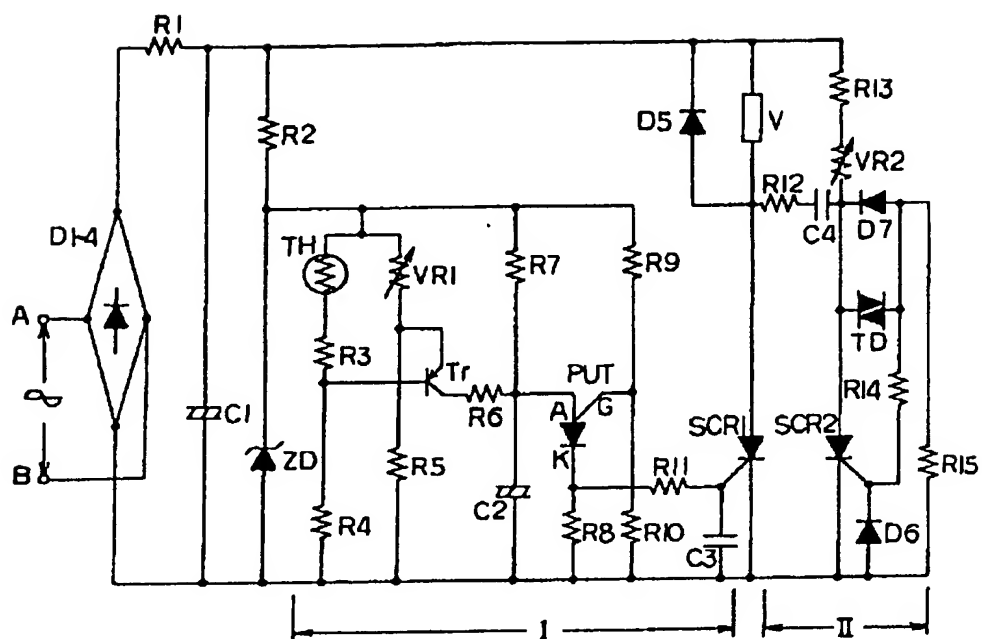 R1
R2
R13
D5
V
VR2
R12
C4
D7
D1-4
TH
VR1
R7
R9
A
R3
Tr
TD
PUT
R14
R6
A
G
SCR1
SCR2
C1
B
ZD
R5
K
R11
R15
C2
R4
R8
R10
C3
D6
I
II